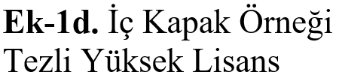 Ek-1d. İç Kapak Örneği
Tezli Yüksek Lisans